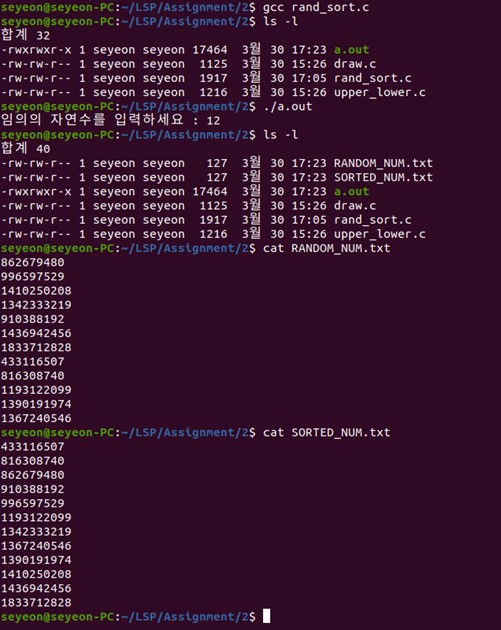 seyeon@seyeon-PC:~/LSP/Assignment/2$ gcc rand_sort.c
seyeon@seyeon-PC:~/LSP/Assignment/2$ ls -l
합계 32
-rwxrwxr-x 1 seyeon seyeon 17464  3월 30 17:23 a.out
-rw-rw-r-- 1 seyeon seyeon  1125  3월 30 15:26 draw.c
-rw-rw-r-- 1 seyeon seyeon  1917  3월 30 17:05 rand_sort.c
-rw-rw-r-- 1 seyeon seyeon  1216  3월 30 15:26 upper_lower.c
seyeon@seyeon-PC:~/LSP/Assignment/2$ ./a.out
임의의 자연수를 입력하세요 : 12
seyeon@seyeon-PC:~/LSP/Assignment/2$ ls -l
합계 40
-rw-rw-r-- 1 seyeon seyeon   127  3월 30 17:23 RANDOM_NUM.txt
-rw-rw-r-- 1 seyeon seyeon   127  3월 30 17:23 SORTED_NUM.txt
-rwxrwxr-x 1 seyeon seyeon 17464  3월 30 17:23 a.out
-rw-rw-r-- 1 seyeon seyeon  1125  3월 30 15:26 draw.c
-rw-rw-r-- 1 seyeon seyeon  1917  3월 30 17:05 rand_sort.c
-rw-rw-r-- 1 seyeon seyeon  1216  3월 30 15:26 upper_lower.c
seyeon@seyeon-PC:~/LSP/Assignment/2$ cat RANDOM_NUM.txt
862679480
996597529
1410250208
1342333219
910388192
1436942456
1833712828
433116507
816308740
1193122099
1390191974
1367240546
seyeon@seyeon-PC:~/LSP/Assignment/2$ cat SORTED_NUM.txt
433116507
816308740
862679480
910388192
996597529
1193122099
1342333219
1367240546
1390191974
1410250208
1436942456
1833712828
seyeon@seyeon-PC:~/LSP/Assignment/2$